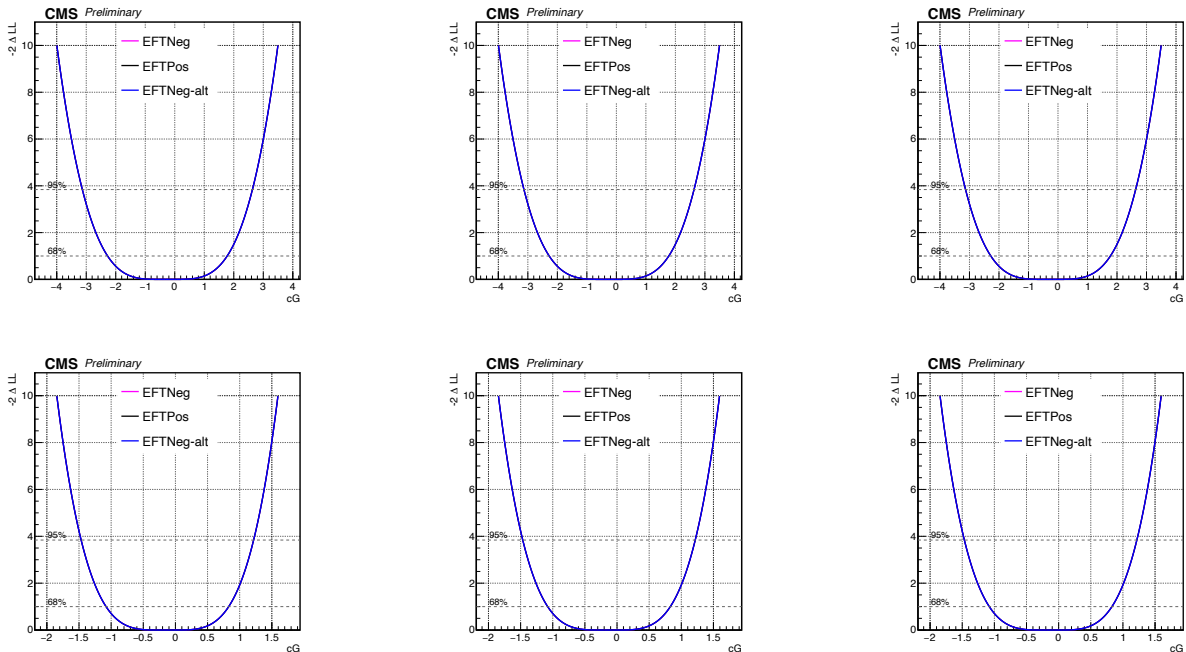 CMS Preliminary
-2 Δ LL
10
8
6
4
2
0
EFTNeg
EFTPos
EFTNeg-alt
95%
68%
−4 −3 −2 −1 0 1 2 3 4
cG
CMS Preliminary
-2 Δ LL
10
8
6
4
2
0
EFTNeg
EFTPos
EFTNeg-alt
95%
68%
−4 −3 −2 −1 0 1 2 3 4
cG
CMS Preliminary
-2 Δ LL
10
8
6
4
2
0
EFTNeg
EFTPos
EFTNeg-alt
95%
68%
−4 −3 −2 −1 0 1 2 3 4
cG
CMS Preliminary
-2 Δ LL
10
8
6
4
2
0
EFTNeg
EFTPos
EFTNeg-alt
95%
68%
−2 −1.5 −1 −0.5 0 0.5 1 1.5
cG
CMS Preliminary
-2 Δ LL
10
8
6
4
2
0
EFTNeg
EFTPos
EFTNeg-alt
95%
68%
−2 −1.5 −1 −0.5 0 0.5 1 1.5
cG
CMS Preliminary
-2 Δ LL
10
8
6
4
2
0
EFTNeg
EFTPos
EFTNeg-alt
95%
68%
−2 −1.5 −1 −0.5 0 0.5 1 1.5
cG